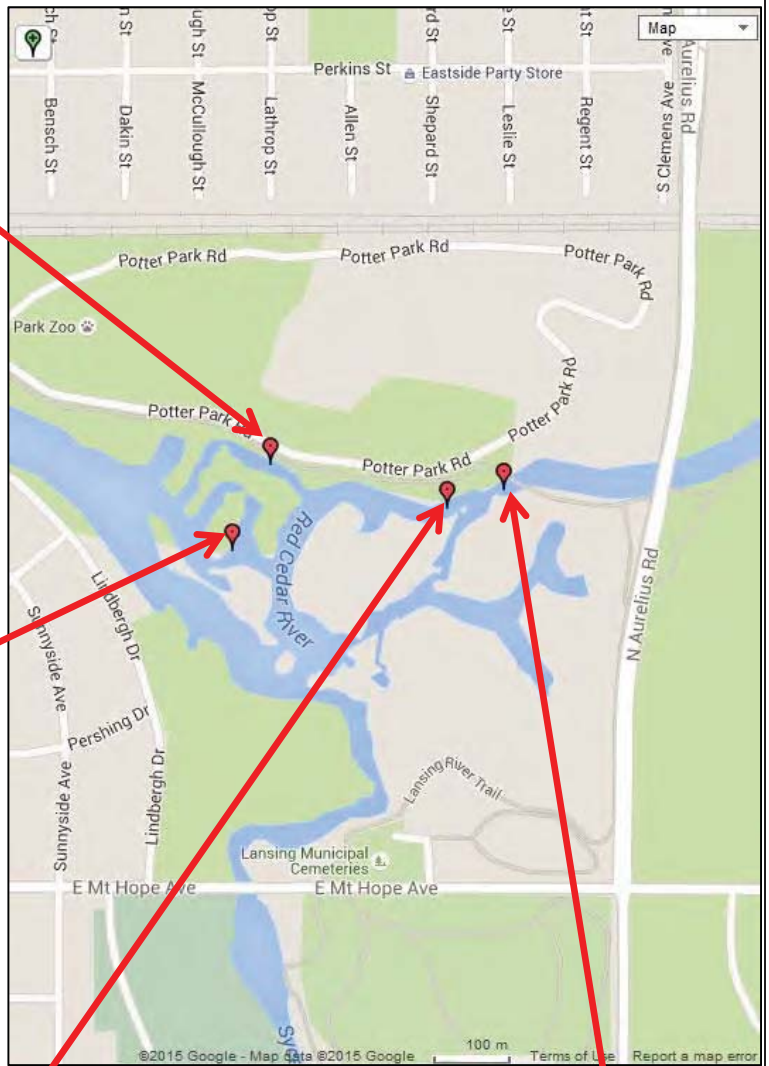 Map
Perkins St
Eastside Party Store
Bensch St
Dakin St
McCullough St
Lathrop St
Allen St
Shepard St
Leslie St
Regent St
S Clemens Ave
Aurelius Rd
Potter Park Rd
Potter Park Rd
Potter Park Rd
Park Zoo
Potter Park Rd
Potter Park Rd
Potter Park Rd
Red Cedar River
N Aurelius Rd
Lindbergh Dr
Sunnyside Ave
Pershing Dr
Lindbergh Dr
Sunnyside Ave
Lansing River Trail
Lansing Municipal
Cemeteries
E Mt Hope Ave
E Mt Hope Ave
©2015 Google - Map data ©2015 Google
100 m
Terms of Use
Report a map error